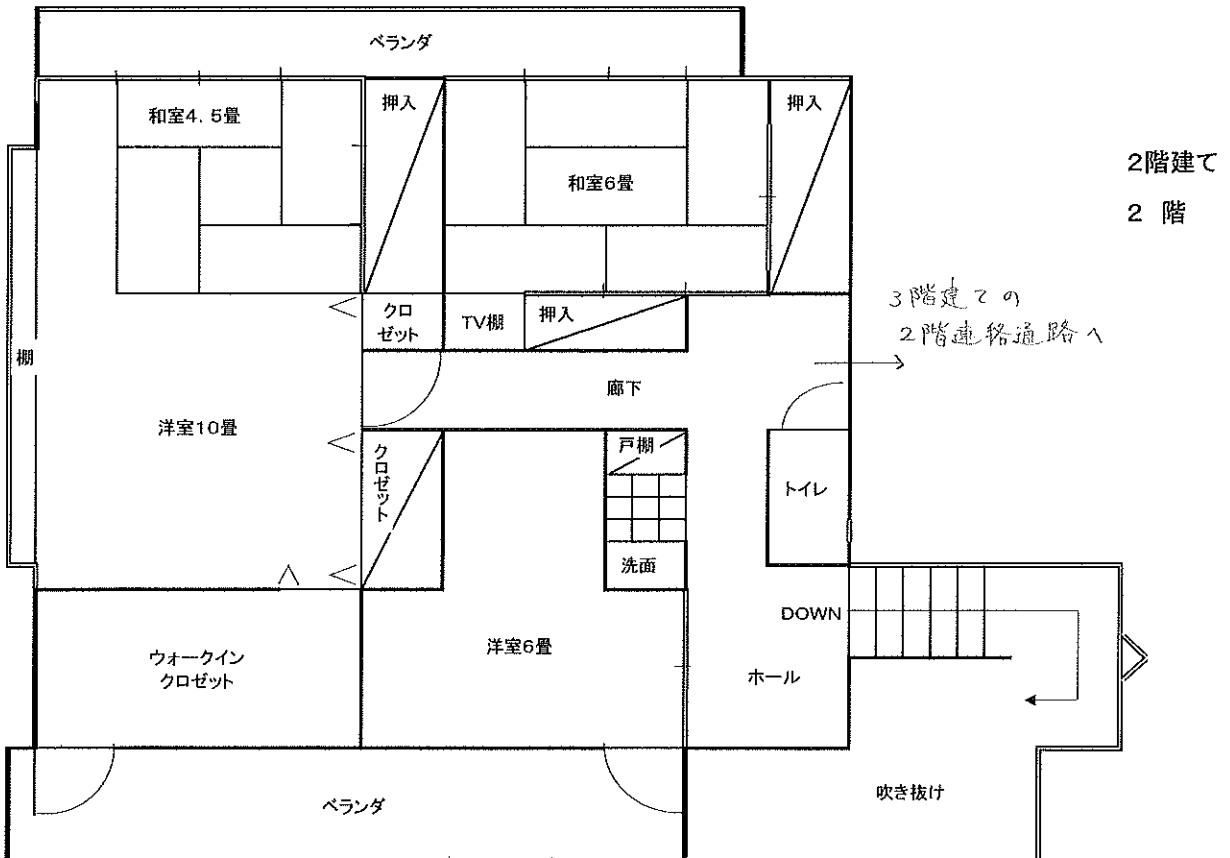 ベランダ
和室4.5畳
押入
和室6畳
押入
2階建て
2 階
3階建ての
2階連絡通路へ
クロ
ゼット
TV棚
押入
棚
廊下
洋室10畳
クロゼット
戸棚
トイレ
洗面
DOWN
洋室6畳
ウォークイン
クロゼット
ホール
ベランダ
吹き抜け